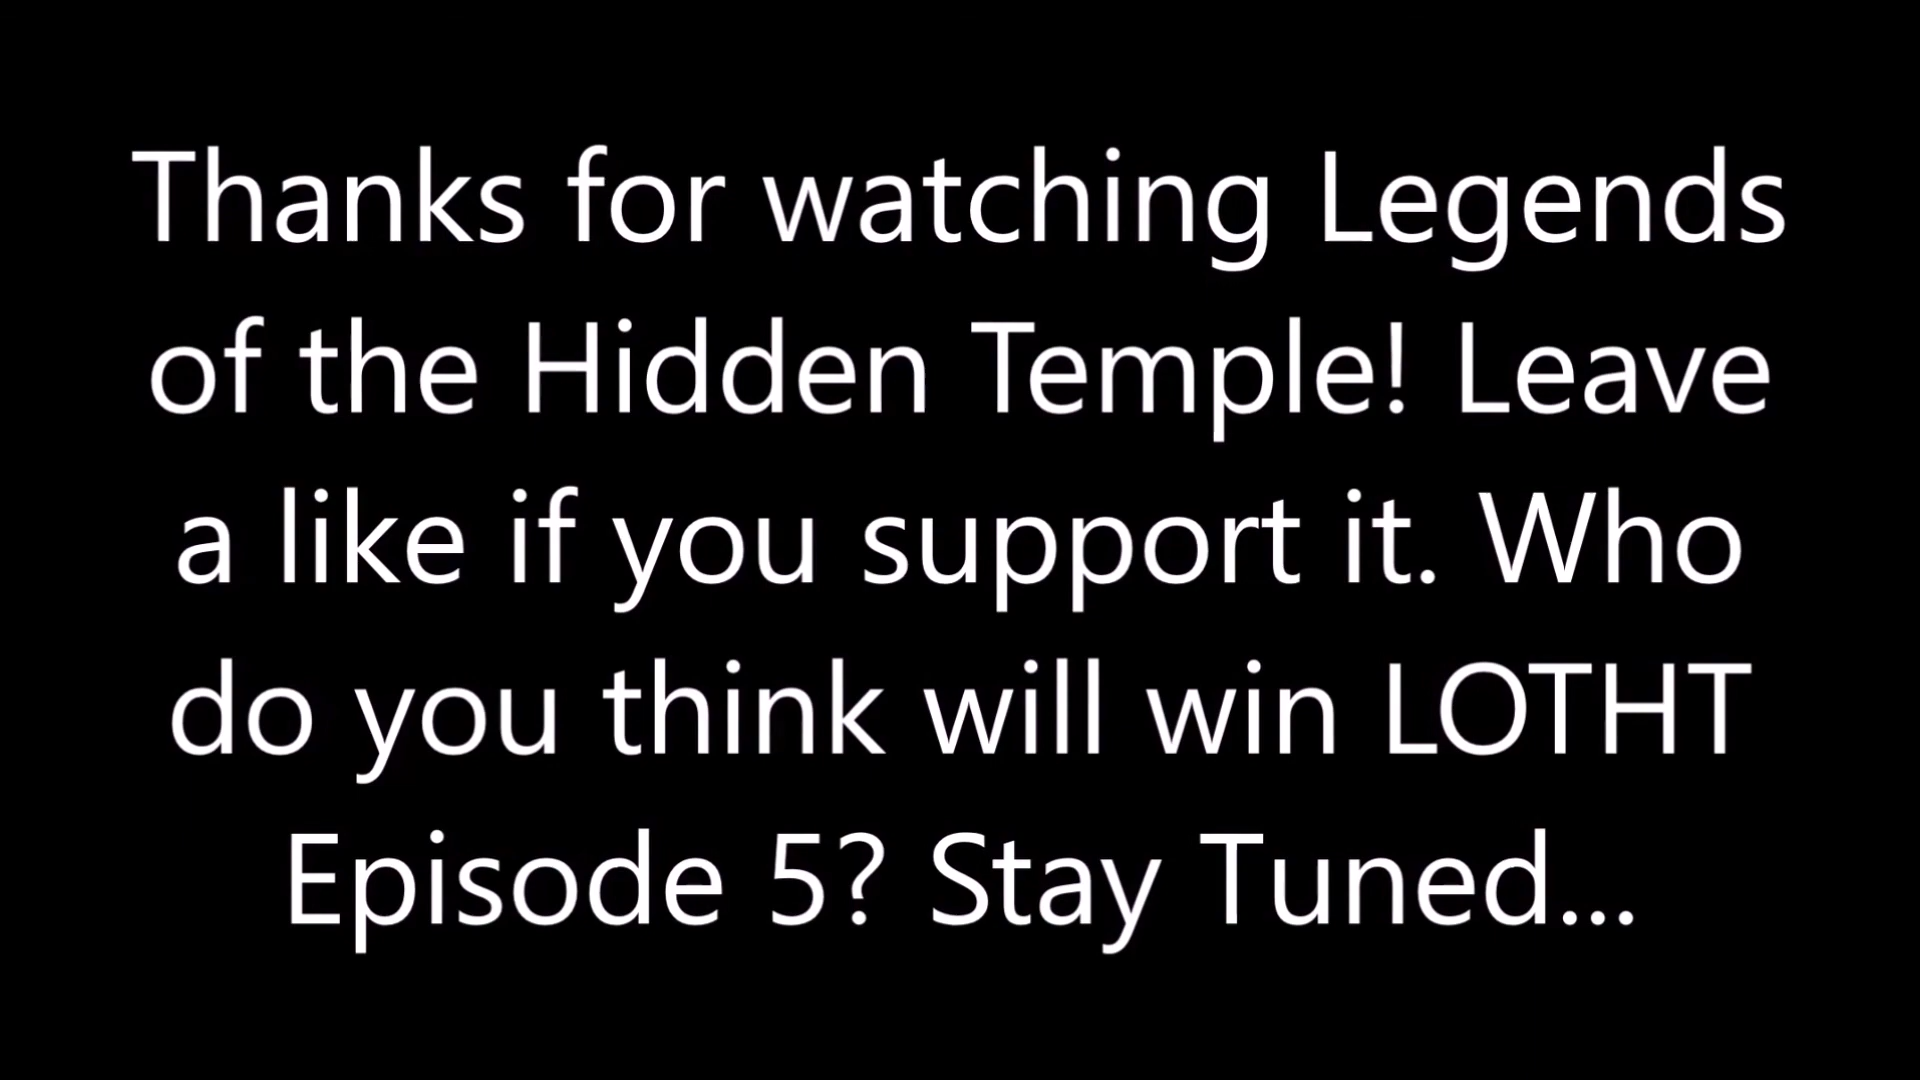 Thanks for watching Legends
of the Hidden Temple! Leave
a like if you support it. Who
do you think will win LOTHT
Episode 5? Stay Tuned...